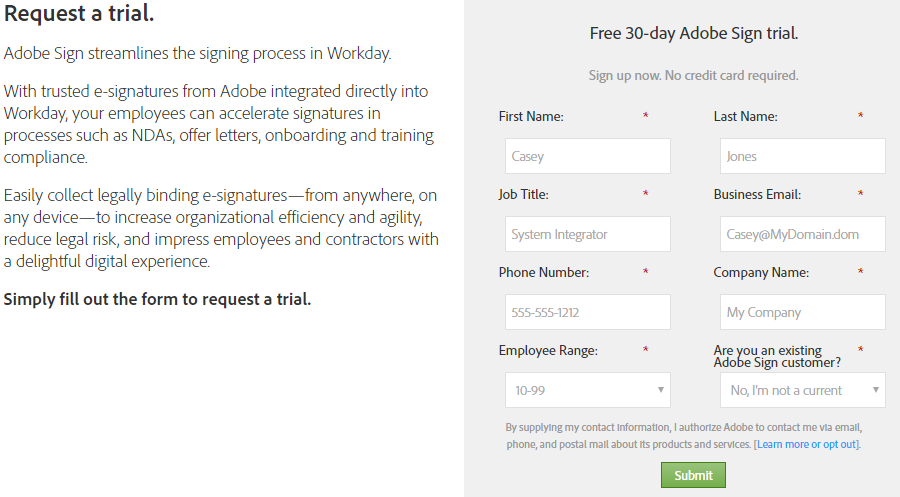 Request a trial.
Adobe Sign streamlines the signing process in Workday.
With trusted e-signatures from Adobe integrated directly into
Workday, your employees can accelerate signatures in
processes such as NDAs, offer letters, onboarding and training
compliance.
Easily collect legally binding e-signatures—from anywhere, on
any device—to increase organizational efficiency and agility,
reduce legal risk, and impress employees and contractors with
a delightful digital experience.
Simply fill out the form to request a trial.
Free 30-day Adobe Sign trial.
Sign up now. No credit card required.
First Name: *
Last Name: *
Casey
Jones
Job Title: *
Business Email: *
System Integrator
Casey@MyDomain.dom
Phone Number: *
Company Name: *
555-555-1212
My Company
Employee Range: *
Are you an existing *
Adobe Sign customer?
10-99
No, I'm not a current
By supplying my contact information, I authorize Adobe to contact me via email,
phone, and postal mail about its products and services. [Learn more or opt out].
Submit